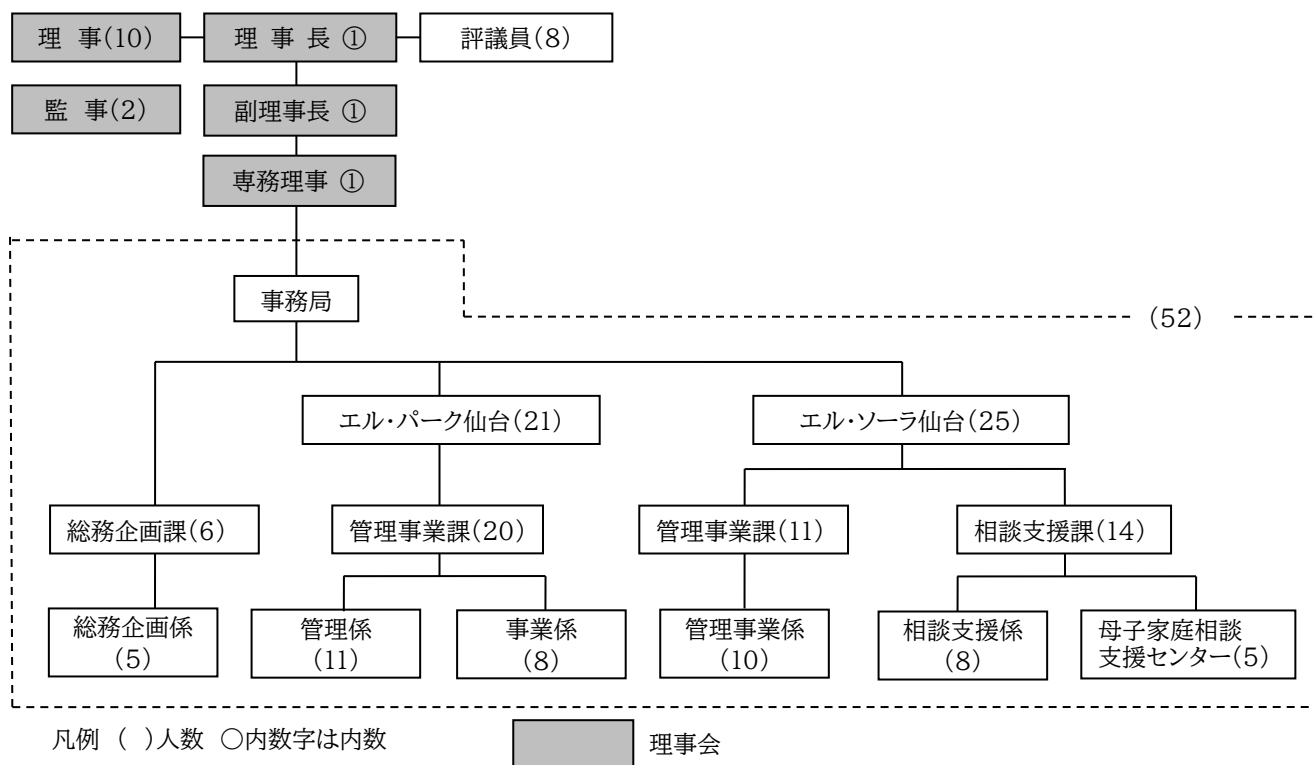 理 事(10)
理 事 長 ①
評議員(8)
監 事(2)
副理事長 ①
専務理事 ①
事務局
(52)
エル・パーク仙台(21)
エル・ソーラ仙台(25)
総務企画課(6)
管理事業課(20)
管理事業課(11)
相談支援課(14)
総務企画係
(5)
管理係
(11)
事業係
(8)
管理事業係
(10)
相談支援係
(8)
母子家庭相談
支援センター(5)
凡例 ( )人数 ○内数字は内数
理事会